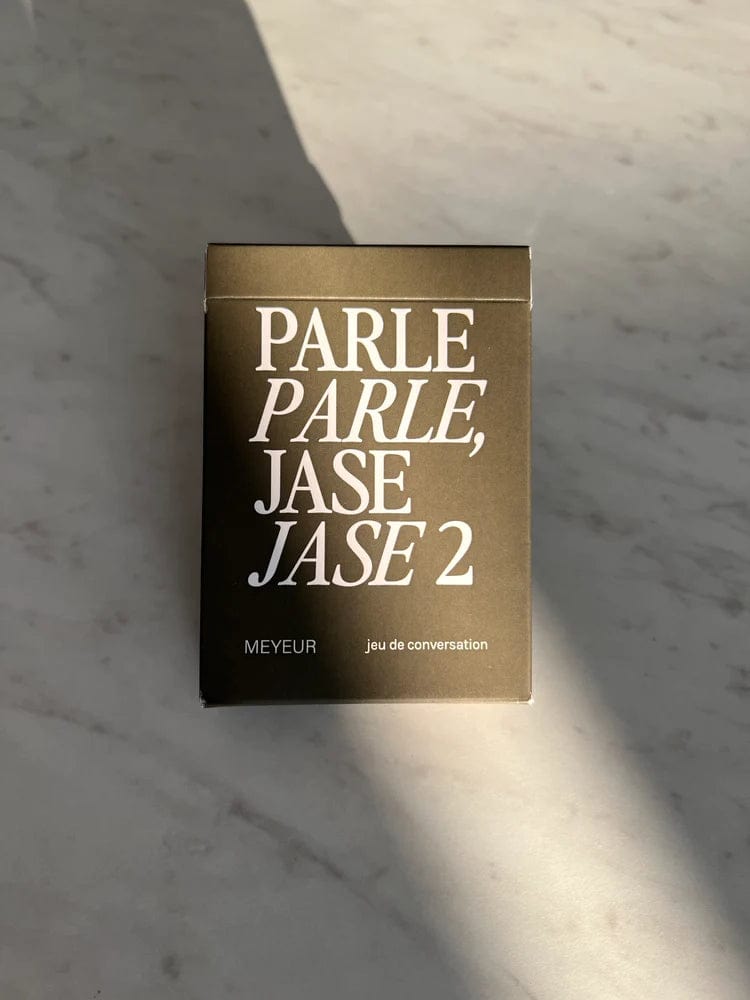 PARLE
PARLE,
JASE
JASE 2
MEYEUR jeu de conversation